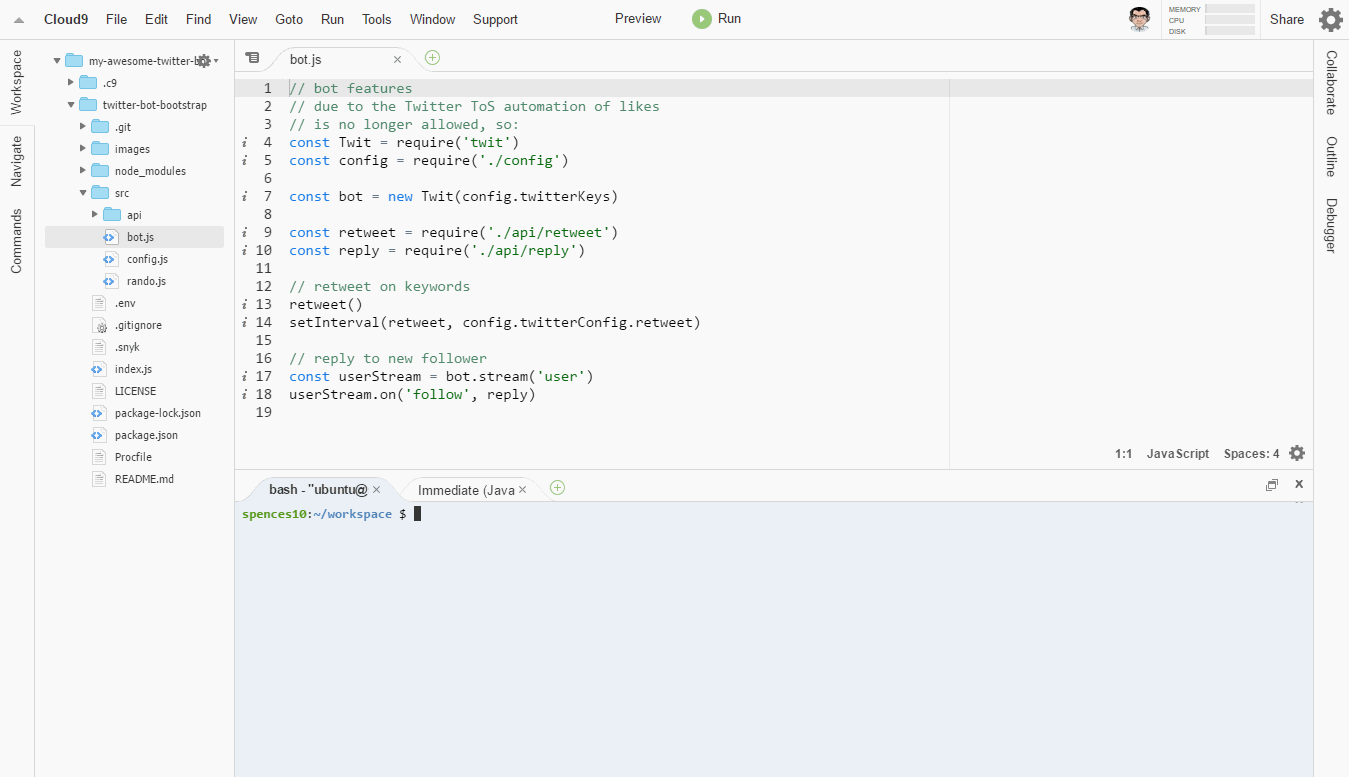 Cloud9 File Edit Find View Goto Run Tools Window Support Preview Run
MEMORY
CPU
DISK
Share
Workspace
Navigate
Commands
my-awesome-twitter-b
.c9
twitter-bot-bootstrap
.git
images
node_modules
src
api
bot.js
config.js
rando.js
.env
.gitignore
.snyk
index.js
LICENSE
package-lock.json
package.json
Procfile
README.md
bot.js ×
1 // bot features
2 // due to the Twitter ToS automation of likes
3 // is no longer allowed, so:
i 4 const Twit = require('twit')
i 5 const config = require('./config')
6
i 7 const bot = new Twit(config.twitterKeys)
8
i 9 const retweet = require('./api/retweet')
i 10 const reply = require('./api/reply')
11
12 // retweet on keywords
i 13 retweet()
i 14 setInterval(retweet, config.twitterConfig.retweet)
15
16 // reply to new follower
i 17 const userStream = bot.stream('user')
i 18 userStream.on('follow', reply)
19
1:1 JavaScript Spaces: 4
bash - "ubuntu@ × Immediate (Java ×
spences10:~/workspace $
Collaborate
Outline
Debugger